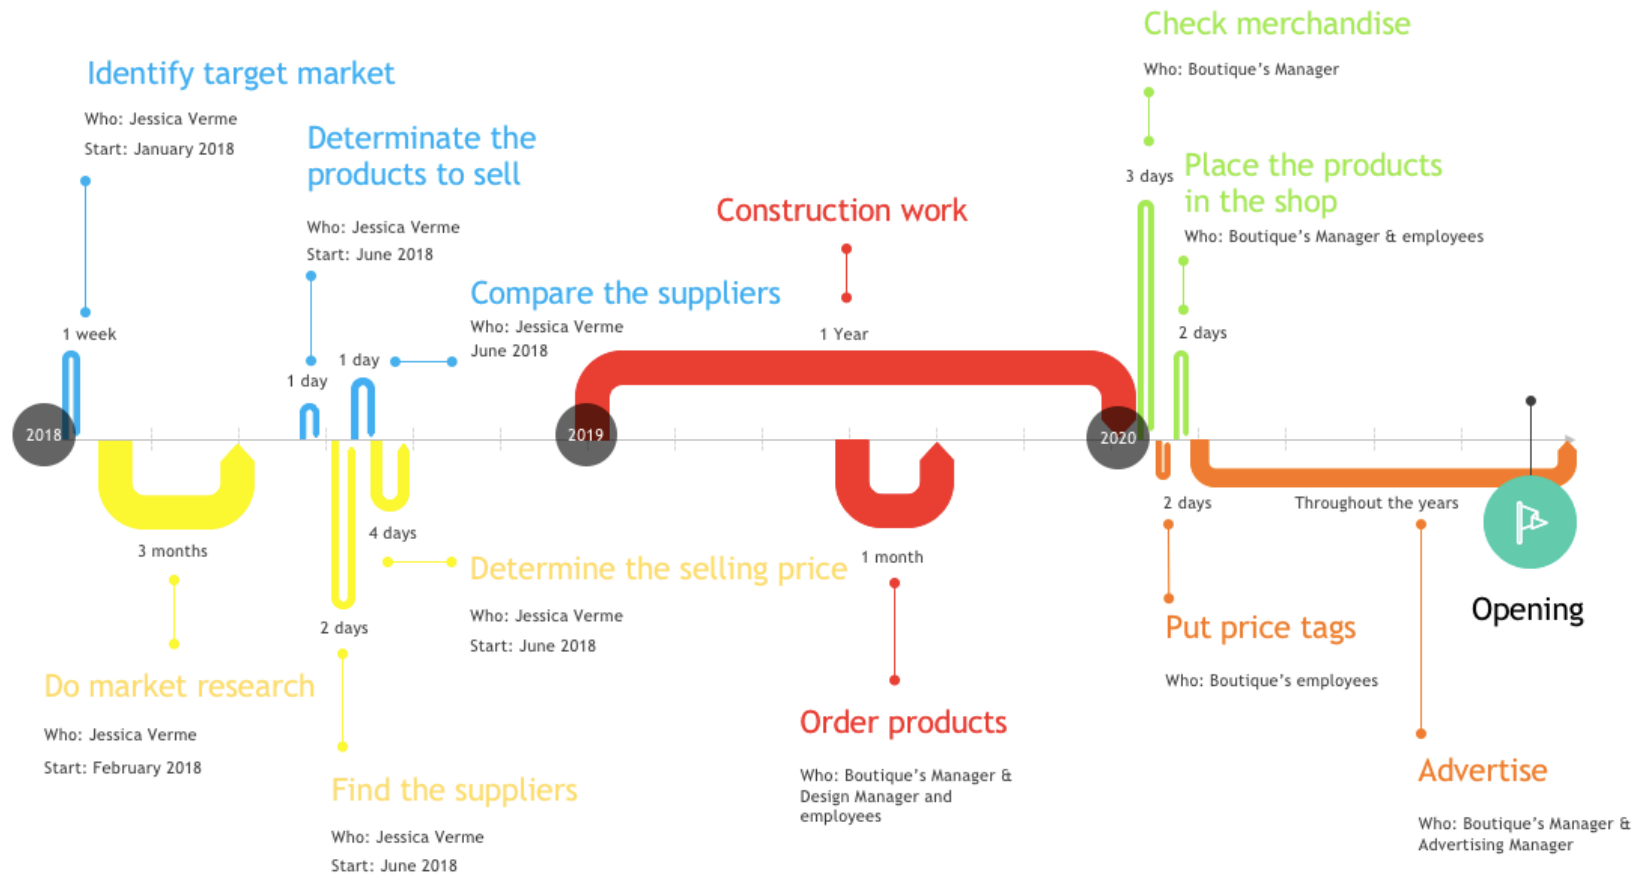 Check merchandise
Who: Boutique's Manager
Identify target market
Who: Jessica Verme
Start: January 2018
1 week
Determinate the
products to sell
Who: Jessica Verme
Start: June 2018
1 day
Compare the suppliers
Who: Jessica Verme
June 2018
1 day
Construction work
1 Year
3 days
Place the products
in the shop
Who: Boutique's Manager & employees
2 days
2018
2019
2020
3 months
Do market research
Who: Jessica Verme
Start: February 2018
2 days
Find the suppliers
Who: Jessica Verme
Start: June 2018
4 days
Determine the selling price
Who: Jessica Verme
Start: June 2018
1 month
Order products
Who: Boutique's Manager &
Design Manager and
employees
2 days
Put price tags
Who: Boutique's employees
Throughout the years
Advertise
Who: Boutique's Manager &
Advertising Manager
Opening